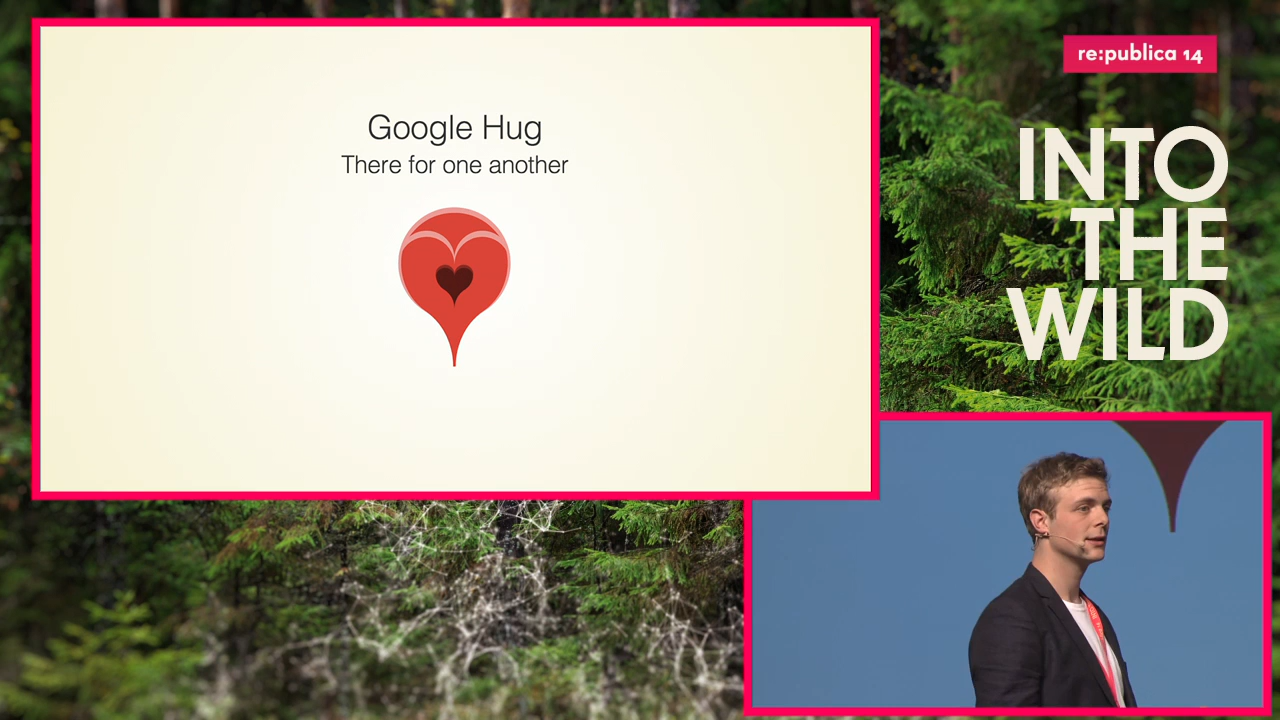 Google Hug
There for one another
re:publica 14
INTO
THE
WILD